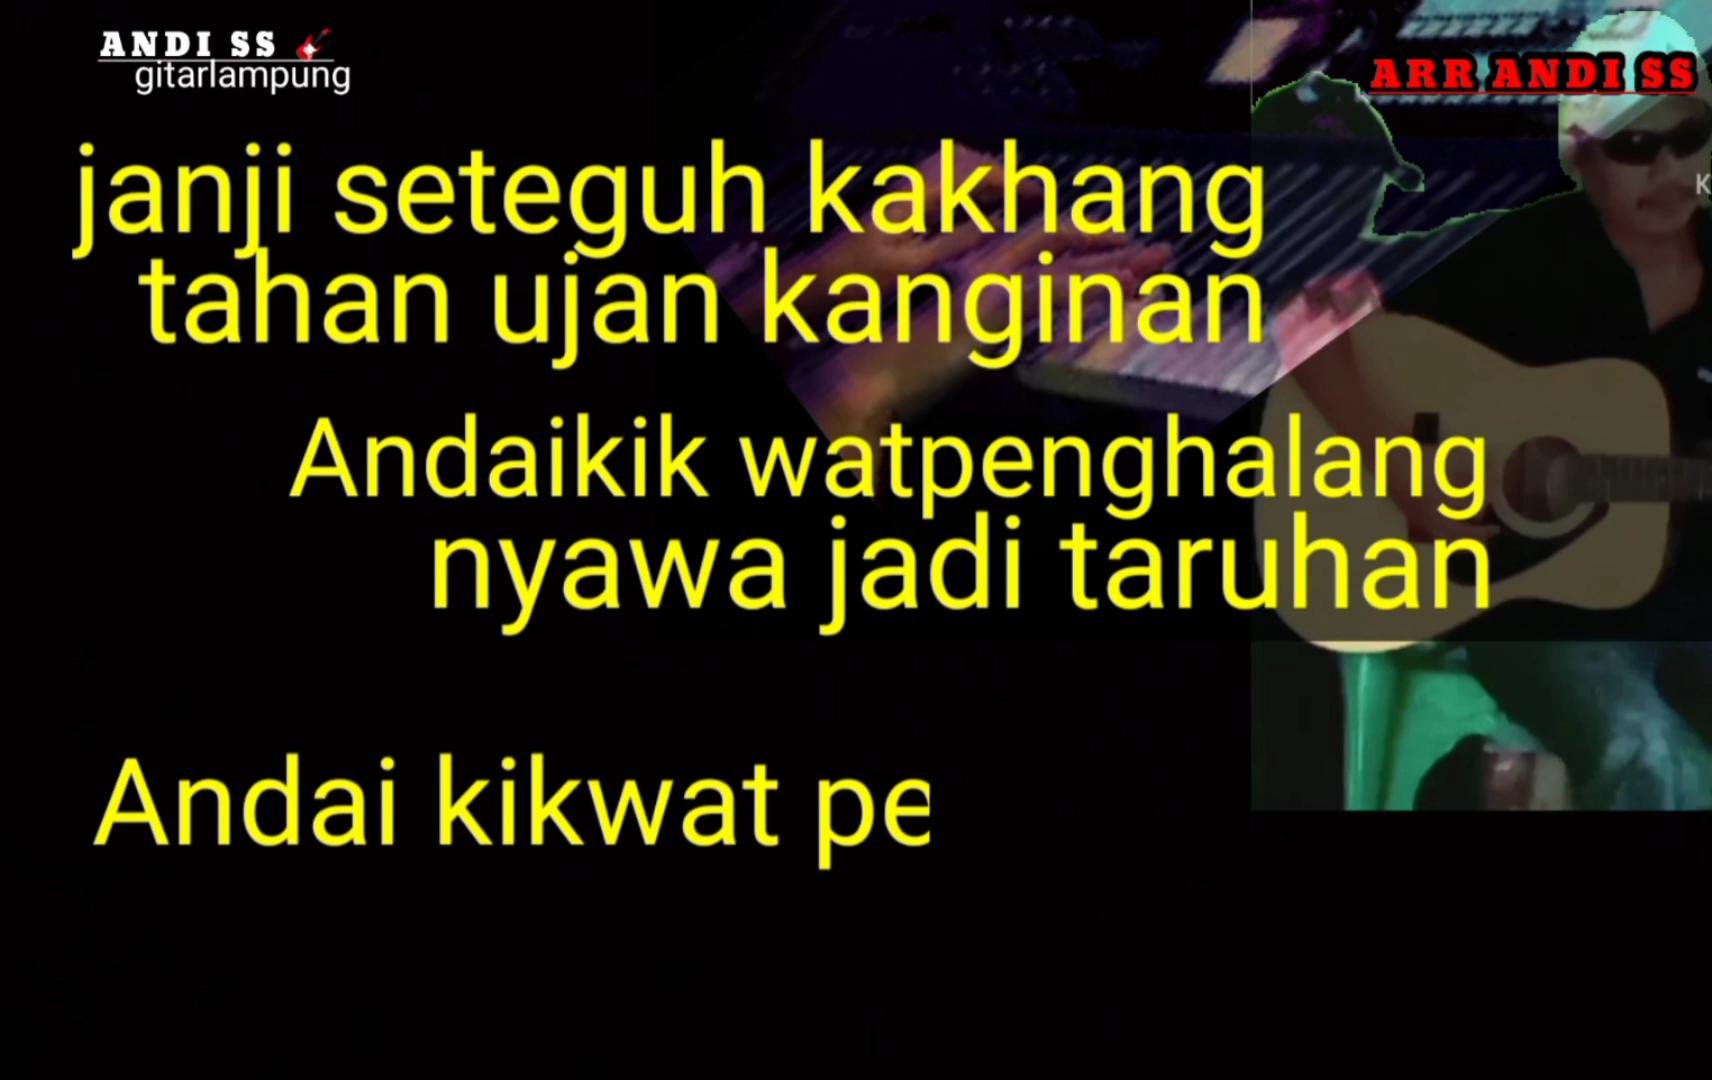 ANDI SS
gitarlampung
ARR ANDI SS
K
janji seteguh kakhang
tahan ujan kanginan
Andaikik watpenghalang
nyawa jadi taruhan
Andai kikwat pe